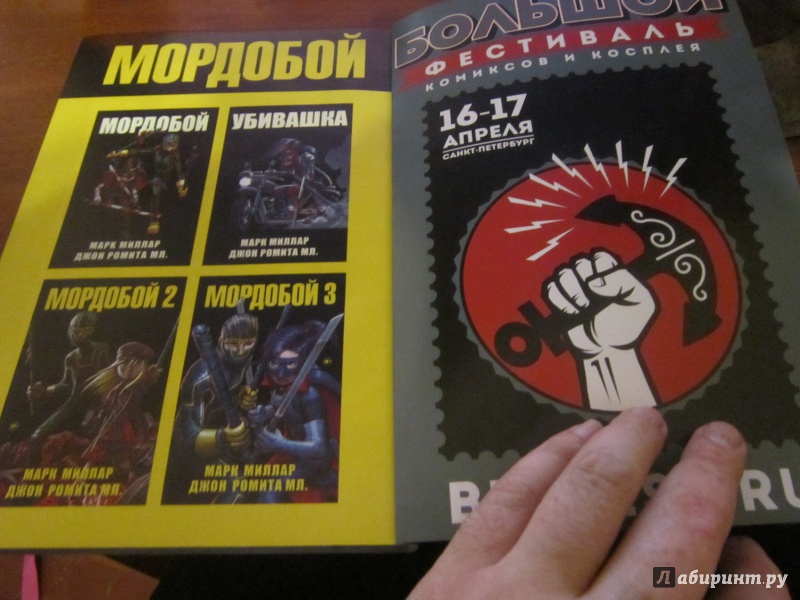 МОРДОБОЙ
МОРДОБОЙ
МАРК МИЛЛАР
ДЖОН РОМИТА МЛ.
УБИВАШКА
МАРК МИЛЛАР
ДЖОН РОМИТА МЛ.
МОРДОБОЙ 2
МАРК МИЛЛАР
ДЖОН РОМИТА МЛ.
МОРДОБОЙ 3
МАРК МИЛЛАР
ДЖОН РОМИТА МЛ.
БОЛЬШОЙ
ФЕСТИВАЛЬ
КОМИКСОВ И КОСПЛЕЯ
16-17
АПРЕЛЯ
САНКТ-ПЕТЕРБУРГ
Лабиринт.ру